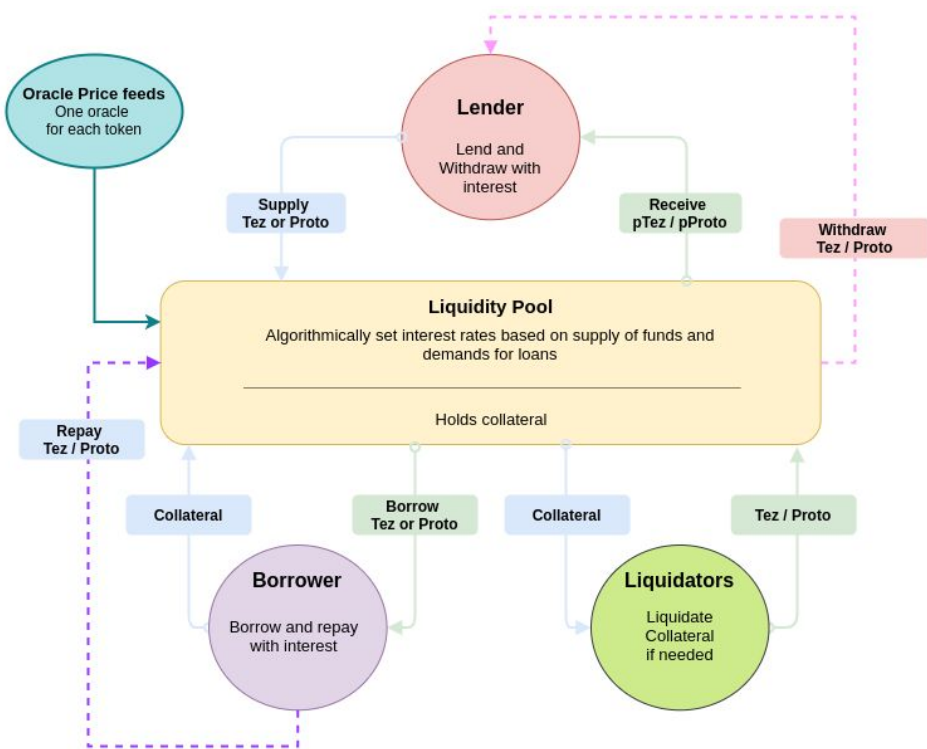 Oracle Price feeds
One oracle
for each token
Lender
Lend and
Withdraw with
interest
Supply
Tez or Proto
Receive
pTez / pProto
Withdraw
Tez / Proto
Liquidity Pool
Algorithmically set interest rates based on supply of funds and
demands for loans
Holds collateral
Repay
Tez / Proto
Collateral
Borrow
Tez or Proto
Collateral
Tez / Proto
Borrower
Borrow and repay
with interest
Liquidators
Liquidate
Collateral
if needed